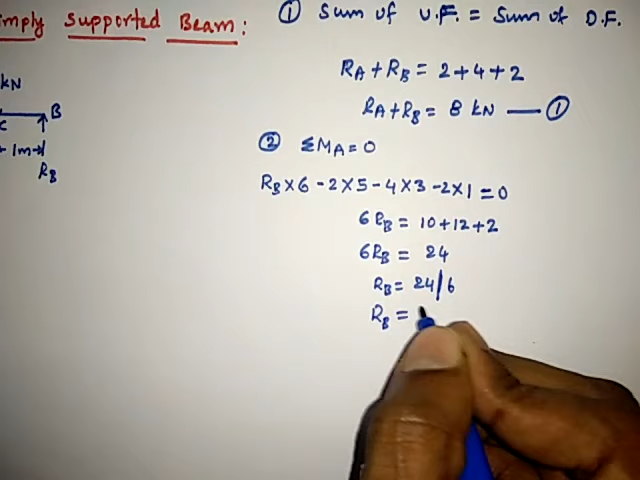 imply Supported Beam:
① Sum of U.F. = Sum of D.F.
kN
RA+RB = 2+4+2
B
RA+RB = 8 kN — ①
C
1m
RB
② ΣMA = 0
RB×6 - 2×5 - 4×3 - 2×1 = 0
6RB = 10+12+2
6RB = 24
RB = 24/6
RB =